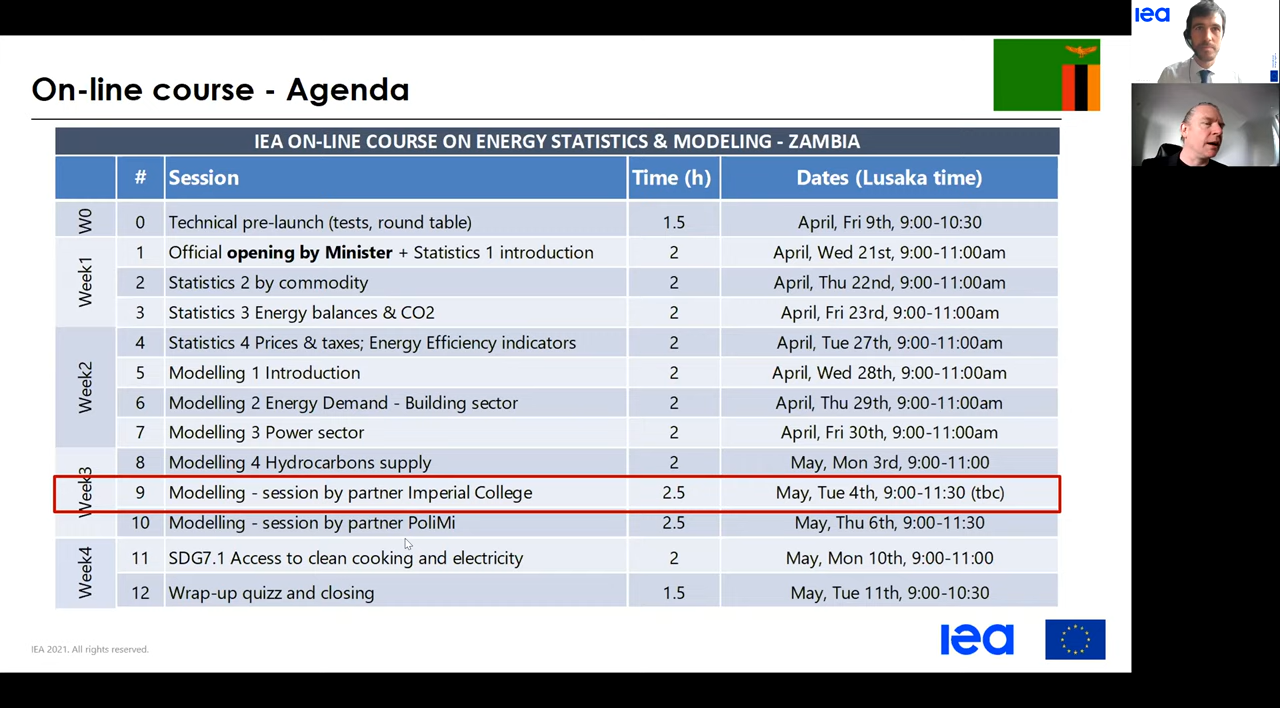 iea
On-line course - Agenda
IEA ON-LINE COURSE ON ENERGY STATISTICS & MODELING - ZAMBIA
# Session Time (h) Dates (Lusaka time)
W0 0 Technical pre-launch (tests, round table) 1.5 April, Fri 9th, 9:00-10:30
Week1 1 Official opening by Minister + Statistics 1 introduction 2 April, Wed 21st, 9:00-11:00am
2 Statistics 2 by commodity 2 April, Thu 22nd, 9:00-11:00am
3 Statistics 3 Energy balances & CO2 2 April, Fri 23rd, 9:00-11:00am
Week2 4 Statistics 4 Prices & taxes; Energy Efficiency indicators 2 April, Tue 27th, 9:00-11:00am
5 Modelling 1 Introduction 2 April, Wed 28th, 9:00-11:00am
6 Modelling 2 Energy Demand - Building sector 2 April, Thu 29th, 9:00-11:00am
7 Modelling 3 Power sector 2 April, Fri 30th, 9:00-11:00am
Week3 8 Modelling 4 Hydrocarbons supply 2 May, Mon 3rd, 9:00-11:00
9 Modelling - session by partner Imperial College 2.5 May, Tue 4th, 9:00-11:30 (tbc)
10 Modelling - session by partner PoliMi 2.5 May, Thu 6th, 9:00-11:30
Week4 11 SDG7.1 Access to clean cooking and electricity 2 May, Mon 10th, 9:00-11:00
12 Wrap-up quizz and closing 1.5 May, Tue 11th, 9:00-10:30
IEA 2021. All rights reserved.
iea